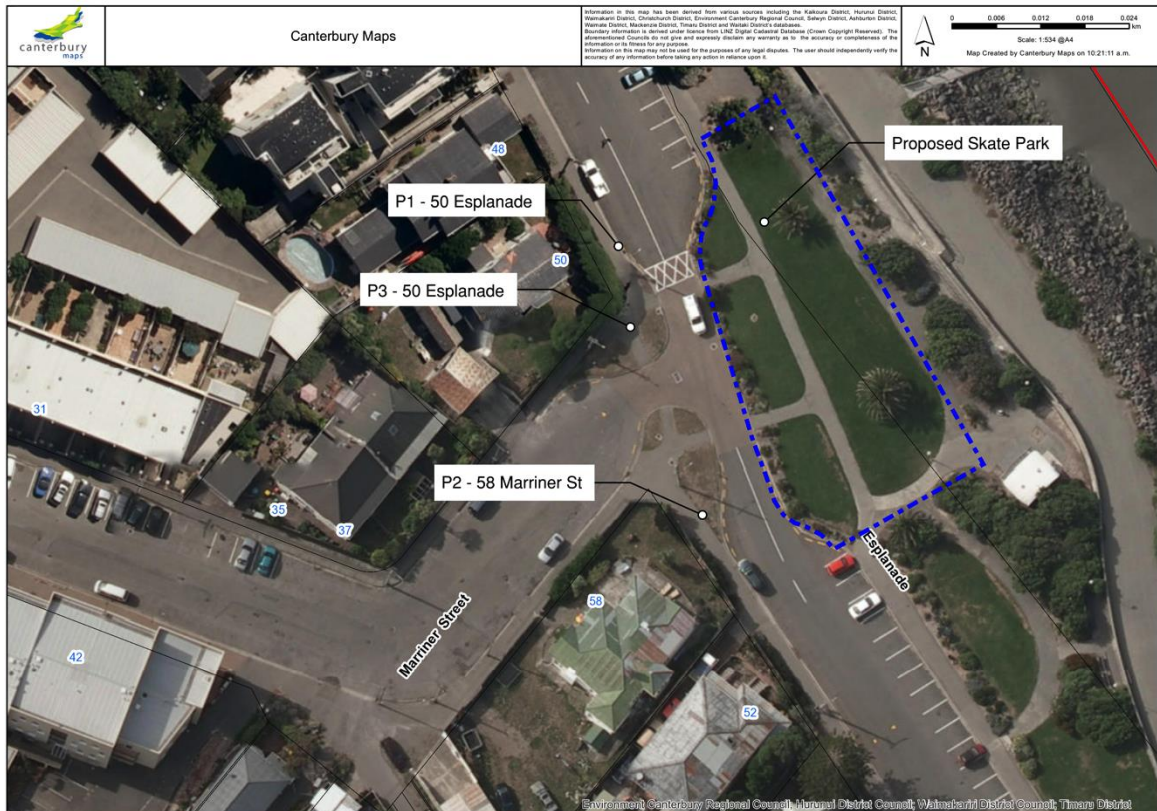 canterbury
maps
Canterbury Maps
Information in this map has been derived from various sources including the Kaikoura District, Hurunui District,
Waimakariri District, Christchurch District, Environment Canterbury Regional Council, Selwyn District, Ashburton District,
Waimate District, Mackenzie District, Timaru District and Waitaki District's databases.
Boundary information is derived under licence from LINZ Digital Cadastral Database (Crown Copyright Reserved). The
aforementioned Councils do not give and expressly disclaim any warranty as to the accuracy or completeness of the
information or its fitness for any purpose.
Information on this map may not be used for the purposes of any legal disputes. The user should independently verify the
accuracy of any information before taking any action in reliance upon it.
N
0 0.006 0.012 0.018 0.024
km
Scale: 1:534 @A4
Map Created by Canterbury Maps on 10:21:11 a.m.
Proposed Skate Park
48
P1 - 50 Esplanade
50
P3 - 50 Esplanade
31
P2 - 58 Marriner St
35
37
Esplanade
58
Marriner Street
42
52
Environment Canterbury Regional Council, Hurunui District Council, Waimakariri District Council, Timaru District